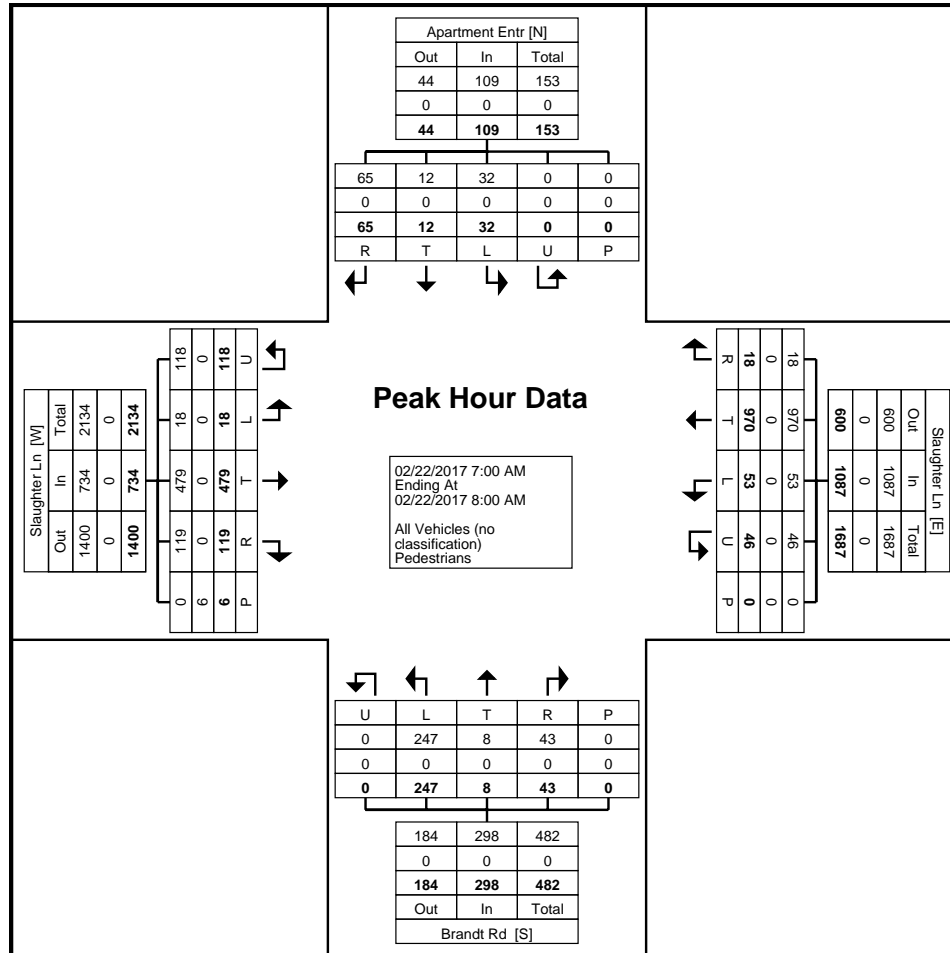 Apartment Entr [N]
Out In Total
44 109 153
0 0 0
44 109 153
65 12 32 0 0
0 0 0 0 0
65 12 32 0 0
R T L U P
Slaughter Ln [W]
Total In Out
2134 734 1400
0 0 0
2134 734 1400
118 18 479 119 0
0 0 0 0 6
118 18 479 119 6
U L T R P
Peak Hour Data
02/22/2017 7:00 AM
Ending At
02/22/2017 8:00 AM
All Vehicles (no
classification)
Pedestrians
R T L U P
18 970 53 46 0
0 0 0 0 0
18 970 53 46 0
600 1087 1687
0 0 0
600 1087 1687
Out In Total
Slaughter Ln [E]
U L T R P
0 247 8 43 0
0 0 0 0 0
0 247 8 43 0
184 298 482
0 0 0
184 298 482
Out In Total
Brandt Rd [S]